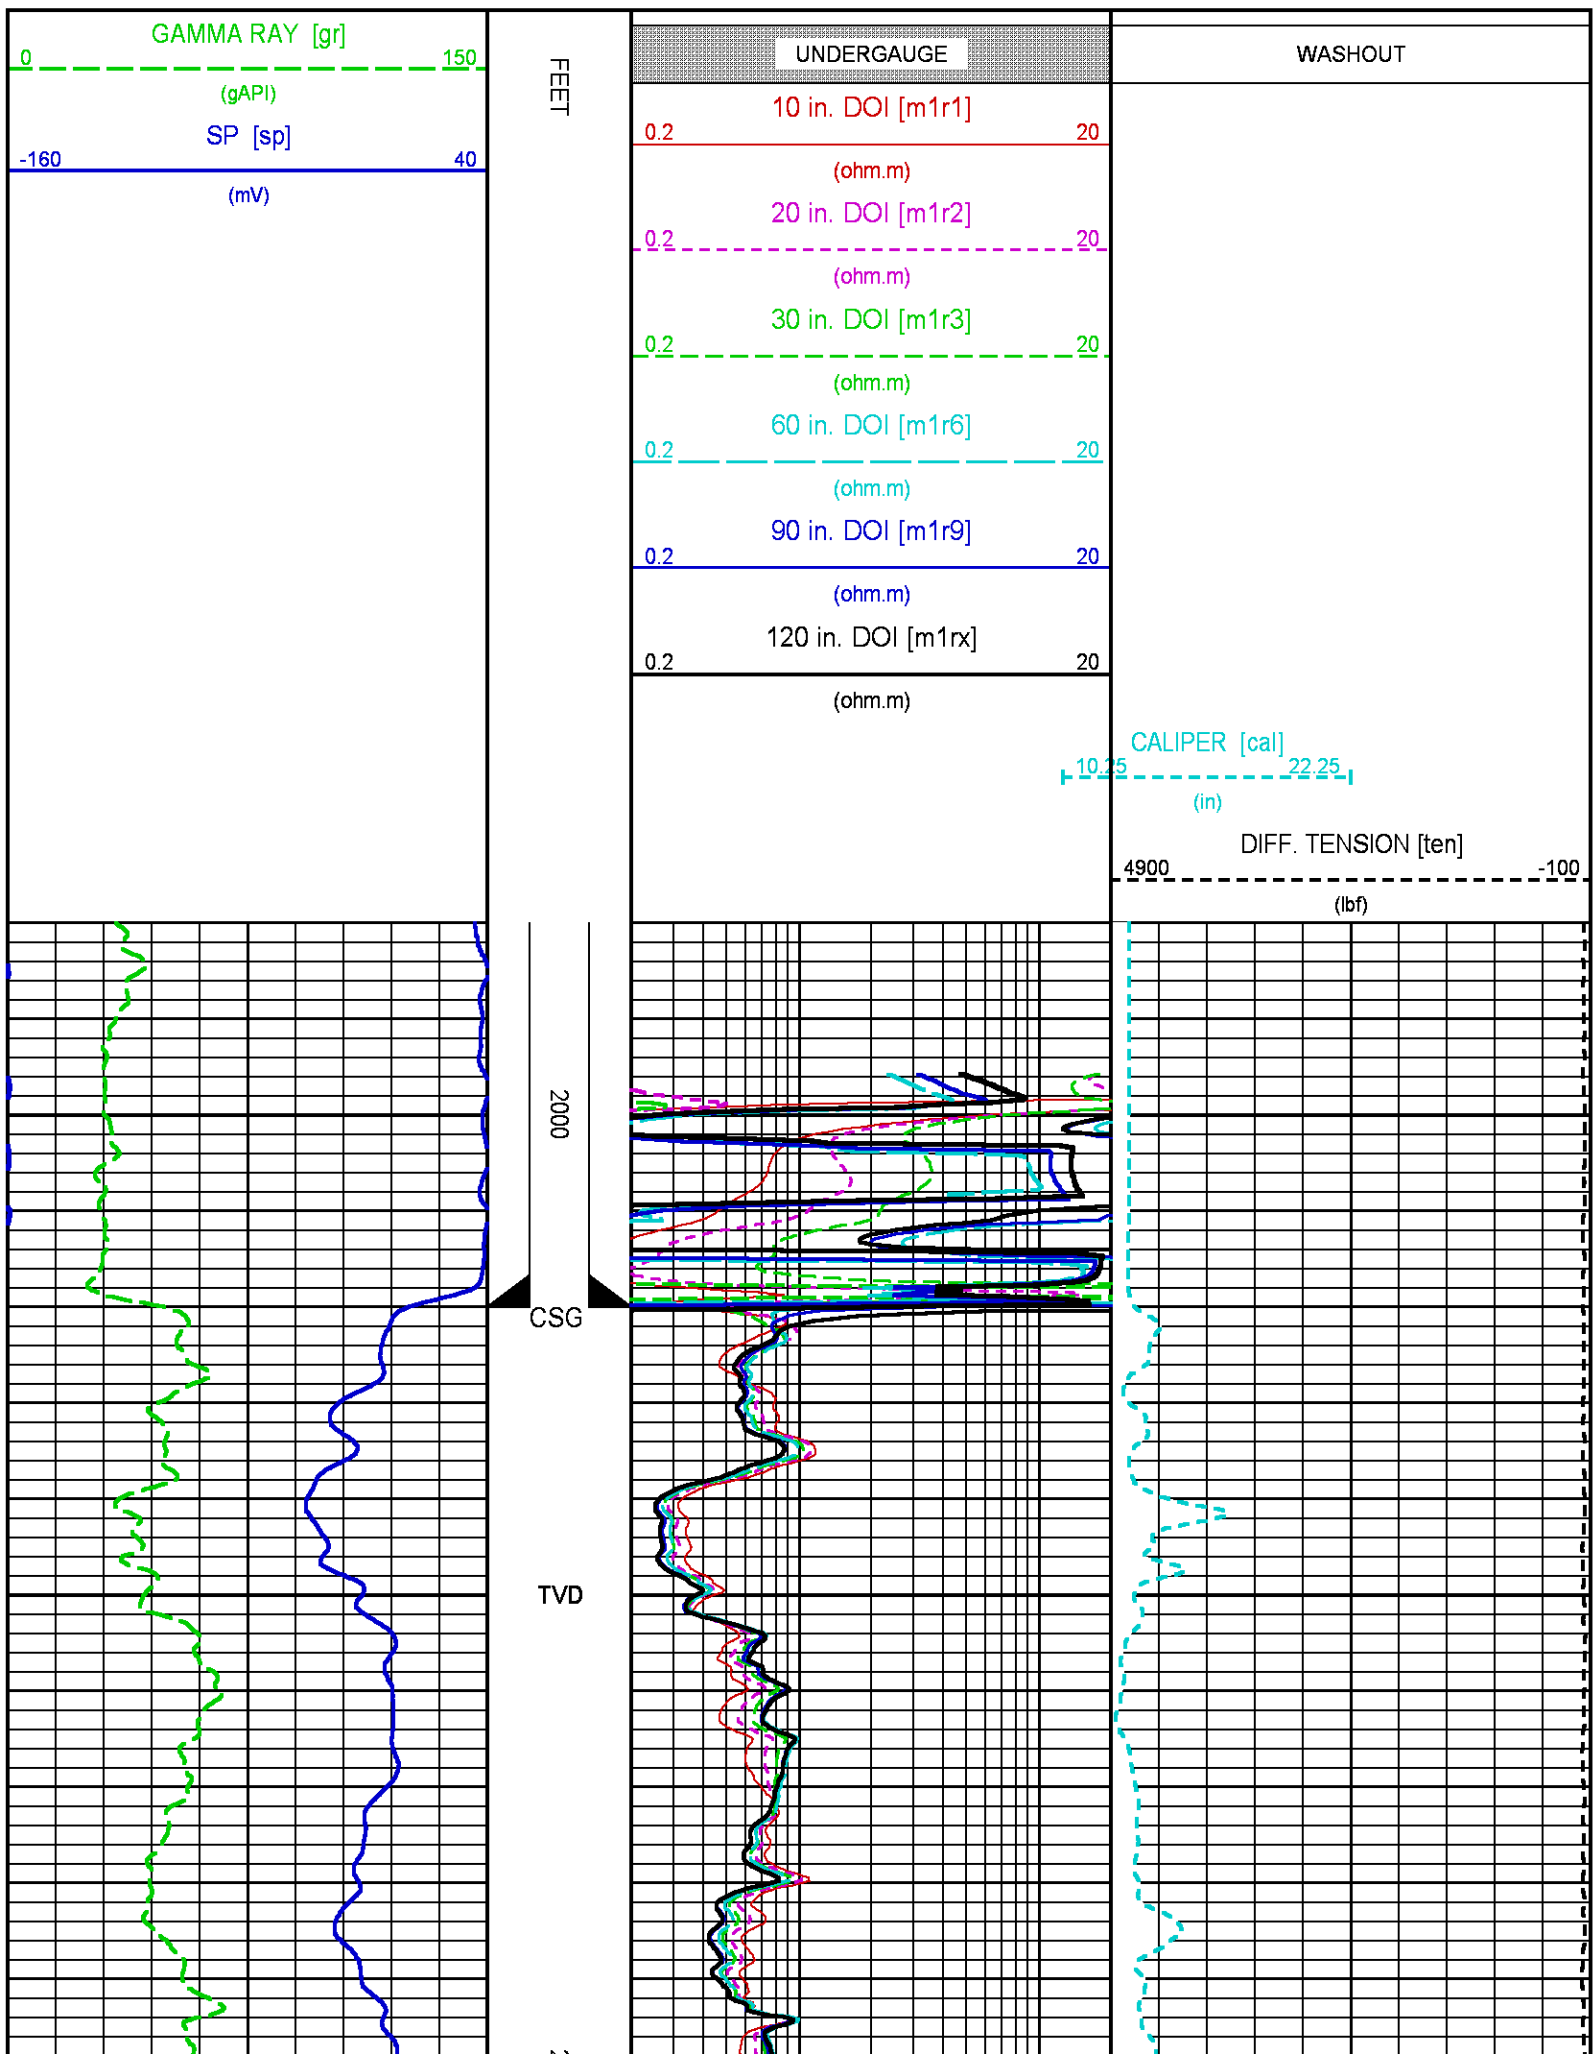 GAMMA RAY [gr]
0 150
(gAPI)
SP [sp]
-160 40
(mV)
FEET
UNDERGAUGE
10 in. DOI [m1r1]
0.2 20
(ohm.m)
20 in. DOI [m1r2]
0.2 20
(ohm.m)
30 in. DOI [m1r3]
0.2 20
(ohm.m)
60 in. DOI [m1r6]
0.2 20
(ohm.m)
90 in. DOI [m1r9]
0.2 20
(ohm.m)
120 in. DOI [m1rx]
0.2 20
(ohm.m)
WASHOUT
CALIPER [cal]
10.25 22.25
(in)
DIFF. TENSION [ten]
4900 -100
(lbf)
2000
CSG
TVD